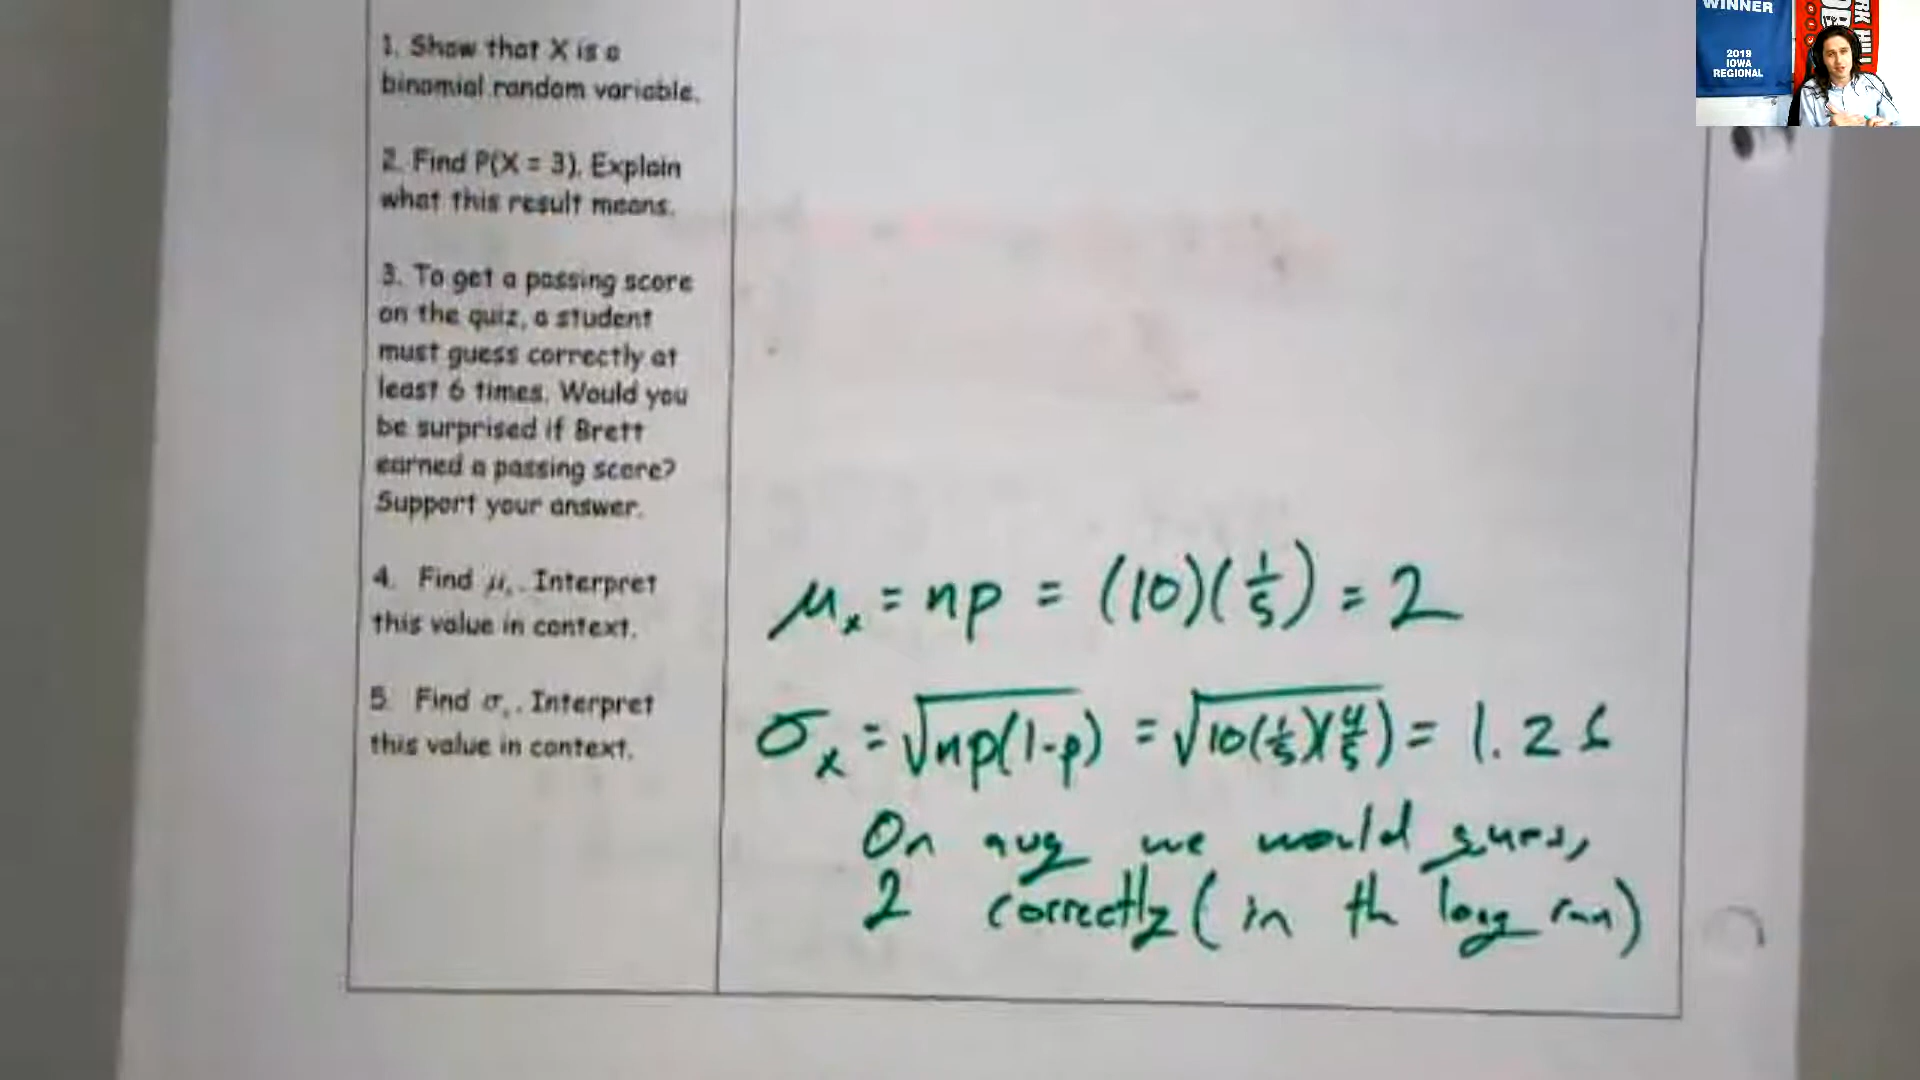 WINNER
2019
IOWA
REGIONAL
1. Show that X is a
binomial random variable.
2. Find P(X = 3). Explain
what this result means.
3. To get a passing score
on the quiz, a student
must guess correctly at
least 6 times. Would you
be surprised if Brett
earned a passing score?
Support your answer.
4. Find μₓ. Interpret
this value in context.
5. Find σₓ. Interpret
this value in context.
μₓ = np = (10)(1/5) = 2
σₓ = √np(1-p) = √10(1/5)(4/5) = 1.26
On avg we would guess
2 correctly (in th long run)